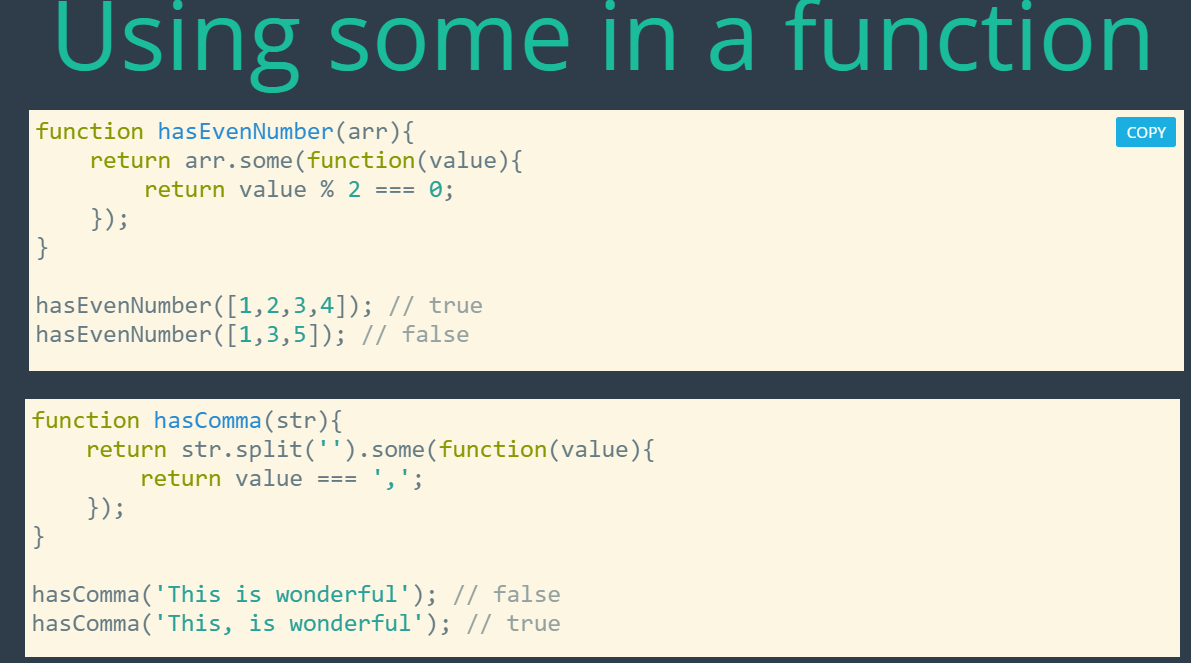 Using some in a function
function hasEvenNumber(arr){
COPY
    return arr.some(function(value){
        return value % 2 === 0;
    });
}
hasEvenNumber([1,2,3,4]); // true
hasEvenNumber([1,3,5]); // false
function hasComma(str){
    return str.split('').some(function(value){
        return value === ',';
    });
}
hasComma('This is wonderful'); // false
hasComma('This, is wonderful'); // true